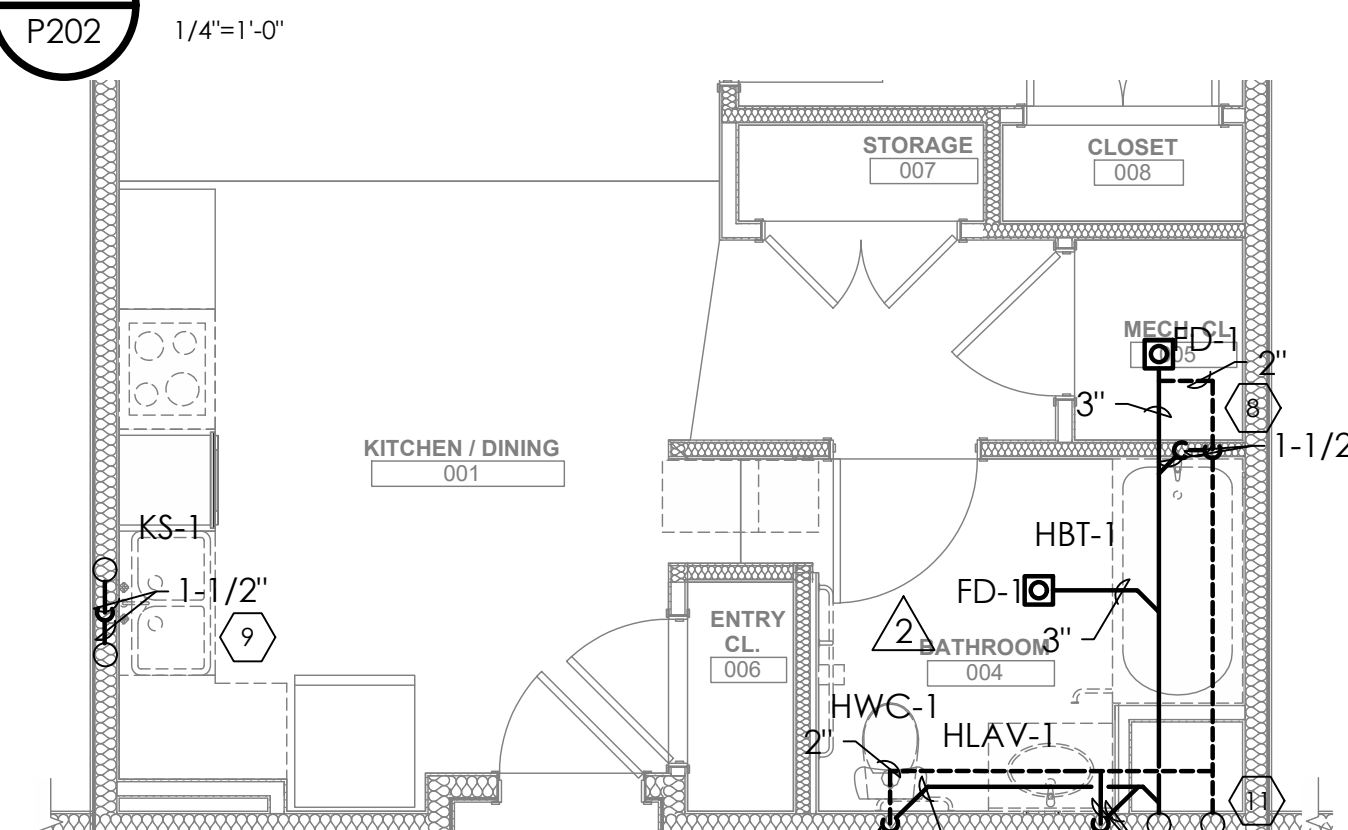 P202
1/4"=1'-0"
STORAGE
007
CLOSET
008
MECH. CL
05
FD-1
2"
3"
8
1-1/2
KITCHEN / DINING
001
KS-1
1-1/2"
9
HBT-1
FD-1
3"
2
BATHROOM
004
ENTRY
CL.
006
HWC-1
2"
HLAV-1
11